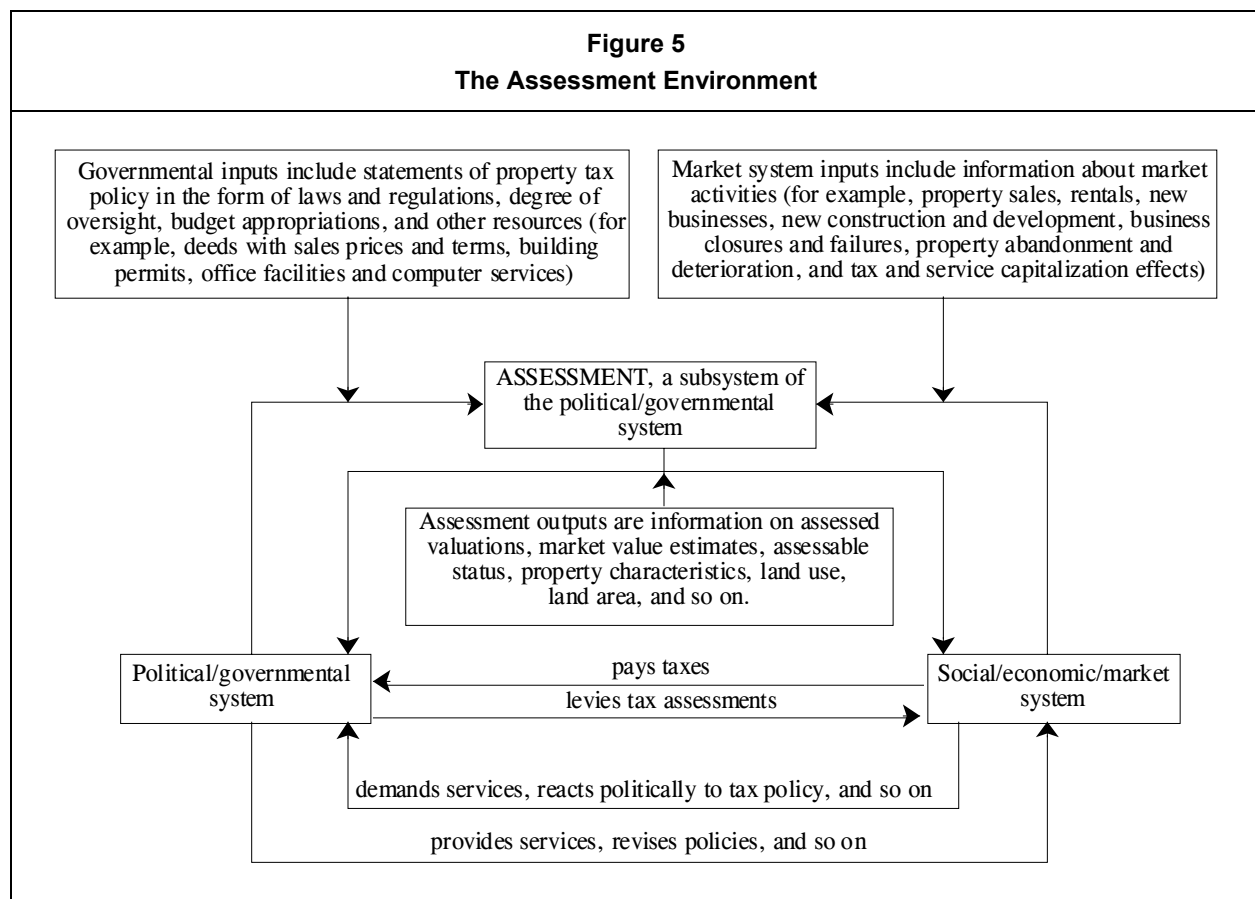 Figure 5
The Assessment Environment
Governmental inputs include statements of property tax
policy in the form of laws and regulations, degree of
oversight, budget appropriations, and other resources (for
example, deeds with sales prices and terms, building
permits, office facilities and computer services)
Market system inputs include information about market
activities (for example, property sales, rentals, new
businesses, new construction and development, business
closures and failures, property abandonment and
deterioration, and tax and service capitalization effects)
ASSESSMENT, a subsystem of
the political/governmental
system
Assessment outputs are information on assessed
valuations, market value estimates, assessable
status, property characteristics, land use,
land area, and so on.
Political/governmental
system
pays taxes
levies tax assessments
Social/economic/market
system
demands services, reacts politically to tax policy, and so on
provides services, revises policies, and so on